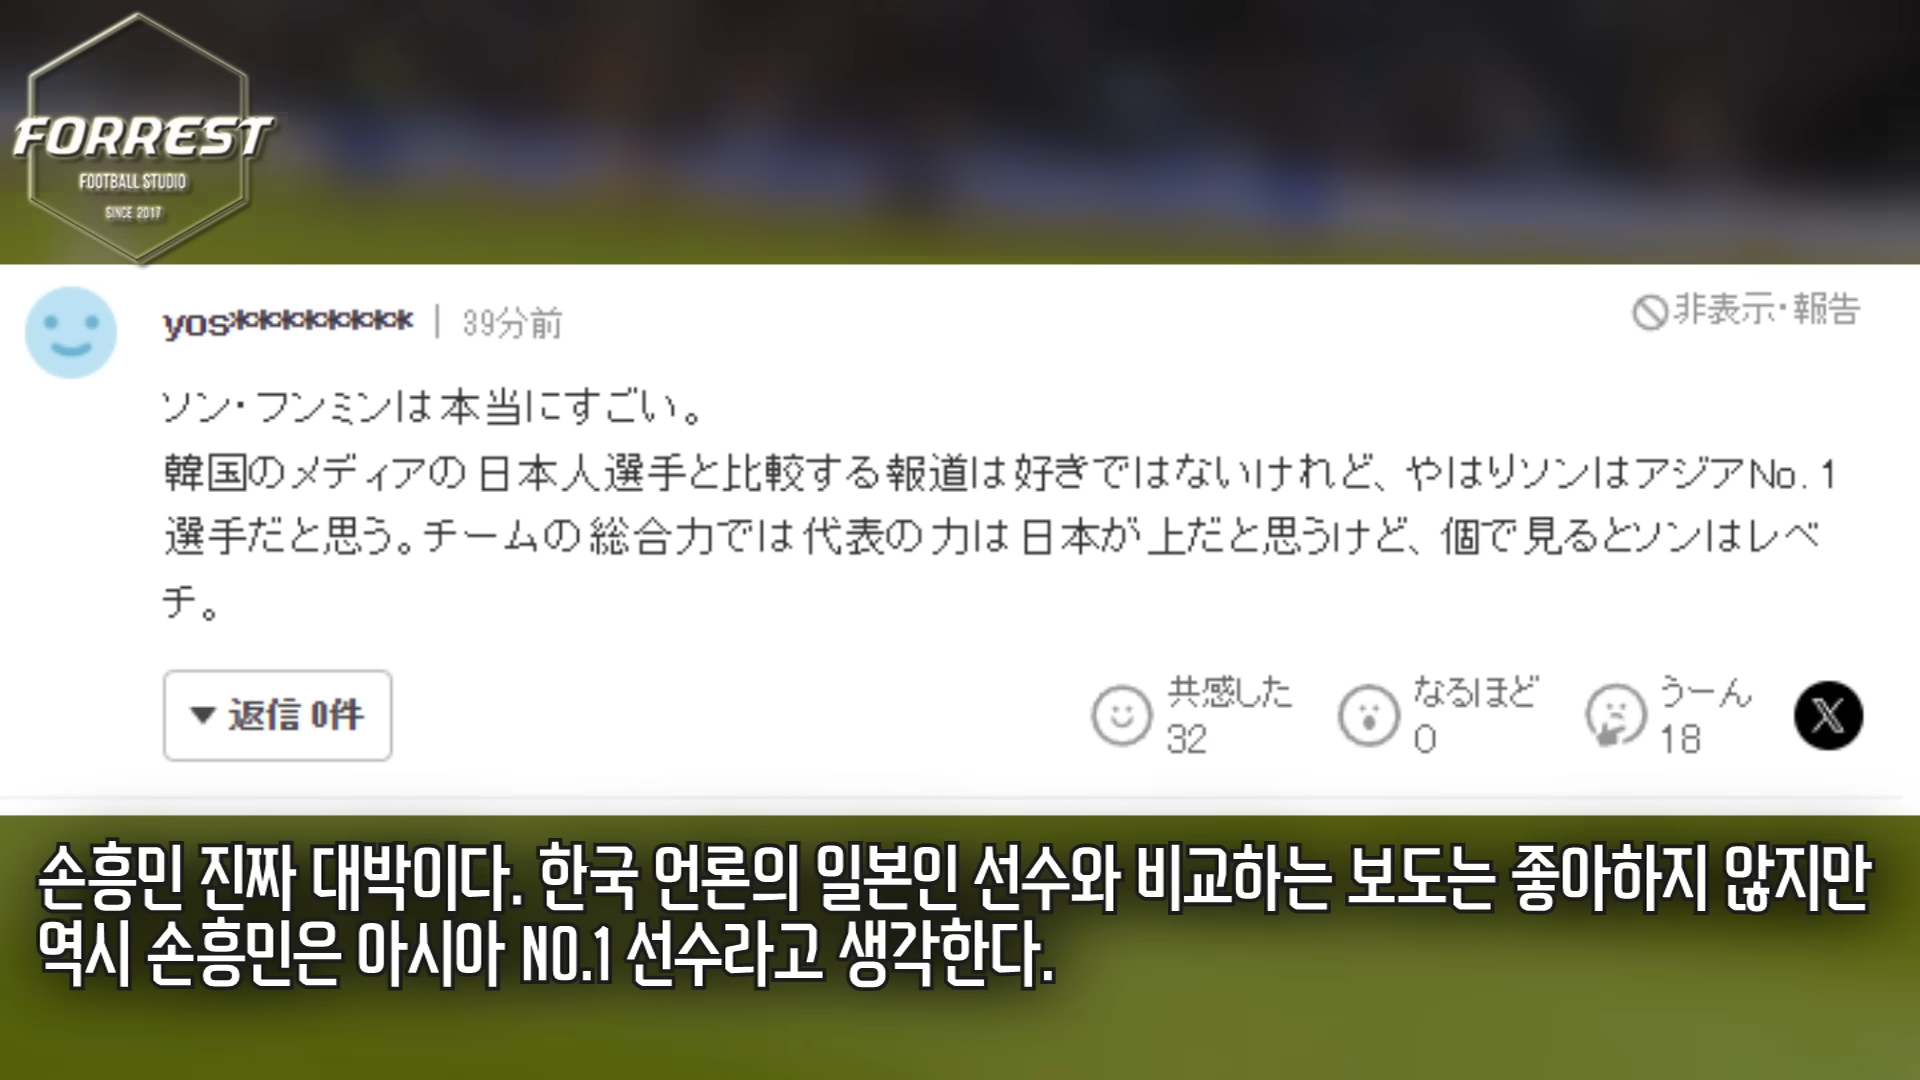 FORREST
FOOTBALL STUDIO
SINCE 2017
yos********* | 39分前
非表示・報告
ソン・フンミンは本当にすごい。
韓国のメディアの日本人選手と比較する報道は好きではないけれど、やはりソンはアジアNo.1
選手だと思う。チームの総合力では代表の力は日本が上だと思うけど、個で見るとソンはレベ
チ。
返信 0件
共感した
32
なるほど
0
うーん
18
손흥민 진짜 대박이다. 한국 언론의 일본인 선수와 비교하는 보도는 좋아하지 않지만
역시 손흥민은 아시아 NO.1 선수라고 생각한다.